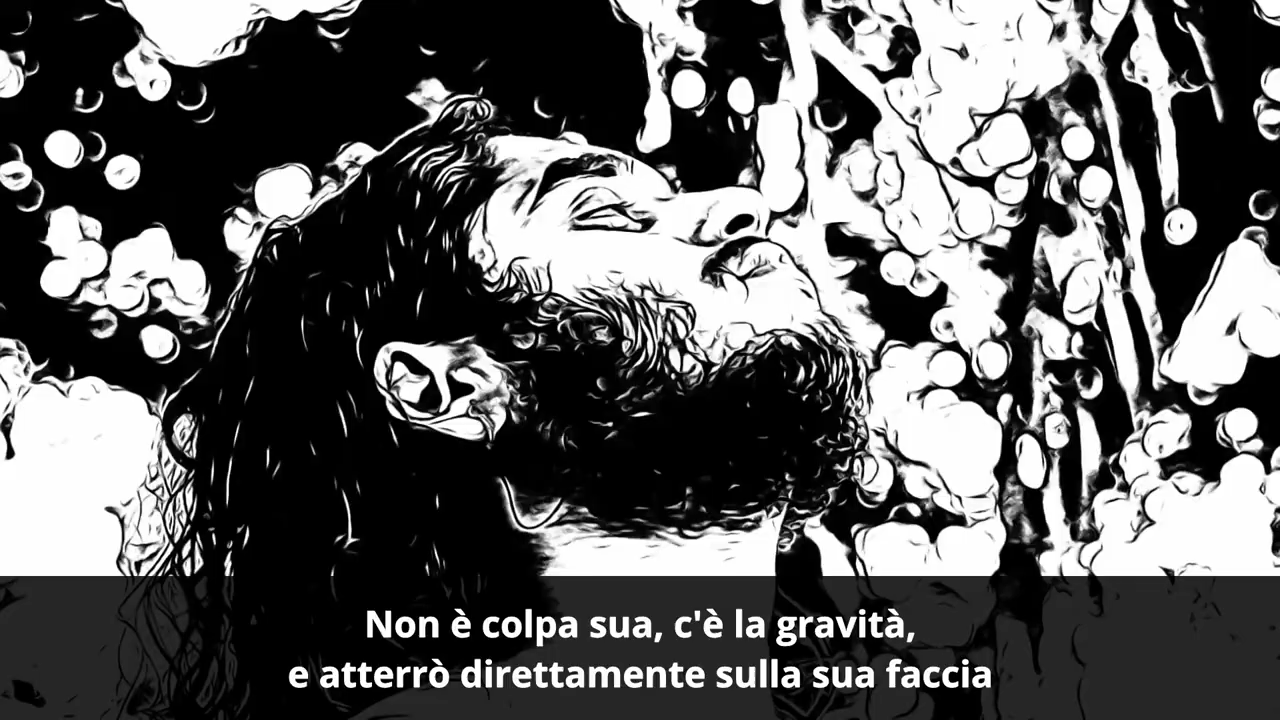 Non è colpa sua, c'è la gravità,
e atterrò direttamente sulla sua faccia